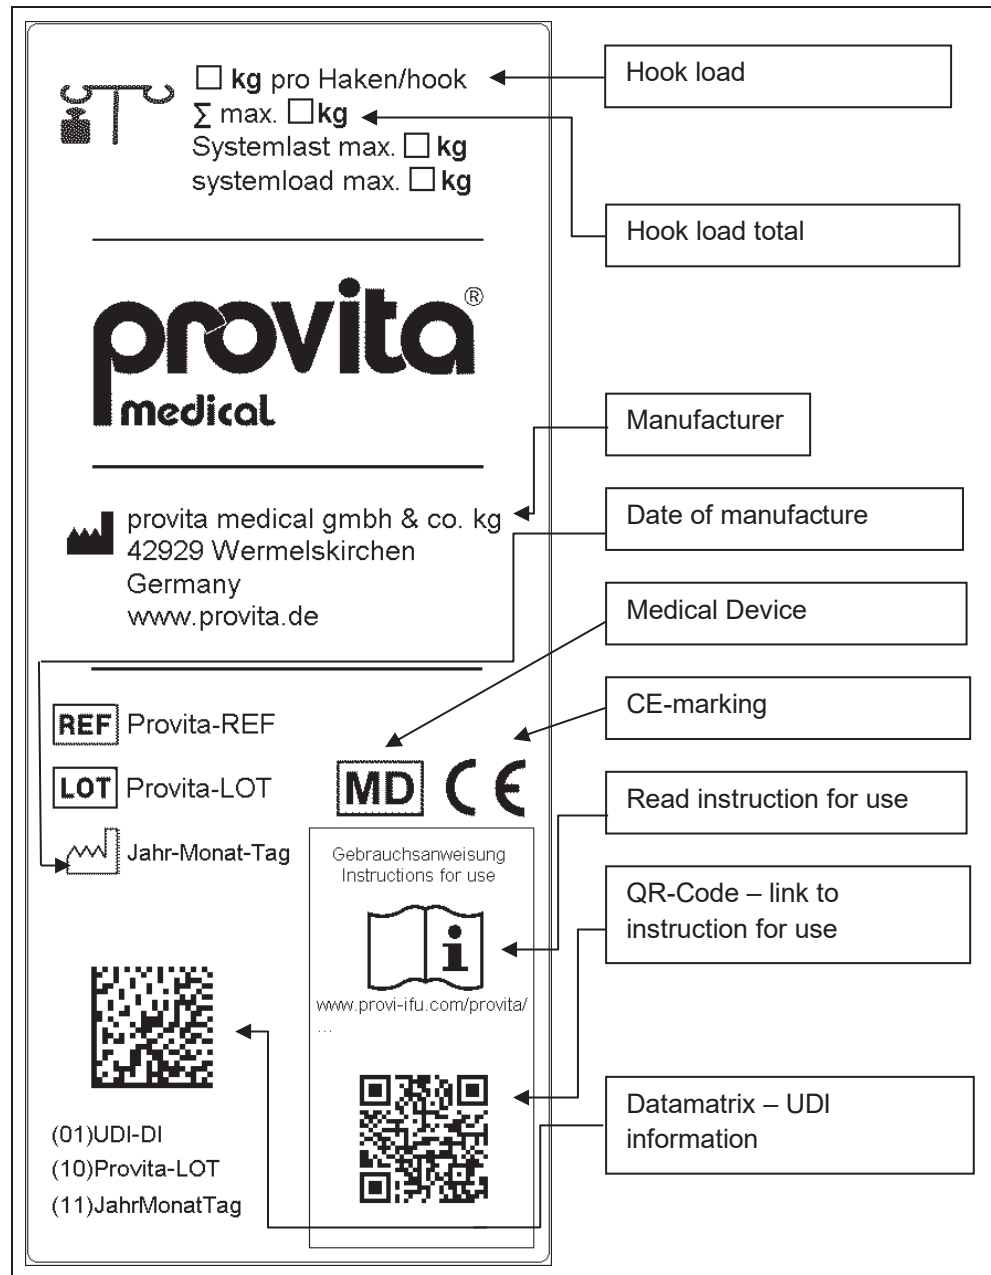 ☐ kg pro Haken/hook
∑ max. ☐ kg
Systemlast max. ☐ kg
systemload max. ☐ kg
provita®
medical
provita medical gmbh & co. kg
42929 Wermelskirchen
Germany
www.provita.de
REF Provita-REF
LOT Provita-LOT
Jahr-Monat-Tag
MD CE
Gebrauchsanweisung
Instructions for use
i
www.provi-ifu.com/provita/
...
(01)UDI-DI
(10)Provita-LOT
(11)JahrMonatTag
Hook load
Hook load total
Manufacturer
Date of manufacture
Medical Device
CE-marking
Read instruction for use
QR-Code – link to
instruction for use
Datamatrix – UDI
information